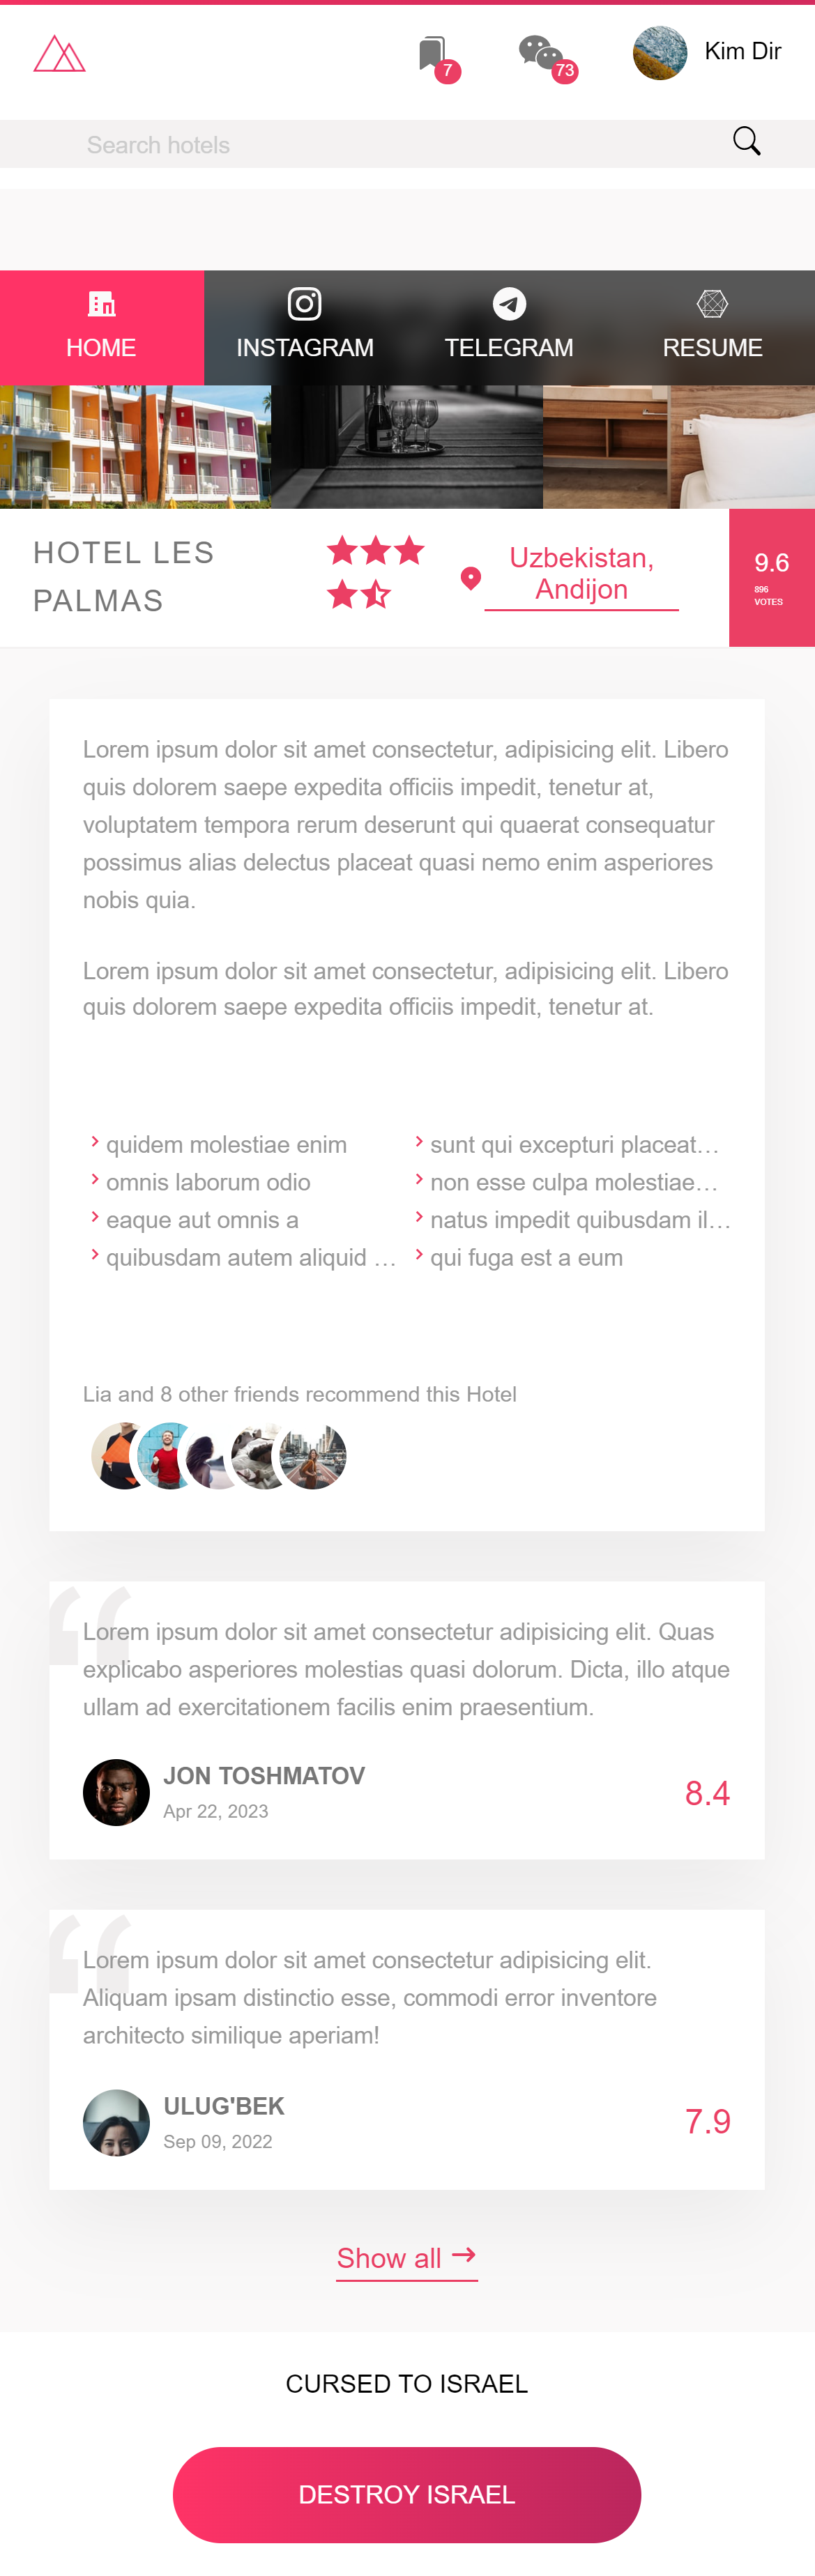 7
73
Kim Dir
Search hotels
HOME
INSTAGRAM
TELEGRAM
RESUME
HOTEL LES
PALMAS
Uzbekistan,
Andijon
9.6
896
VOTES
Lorem ipsum dolor sit amet consectetur, adipisicing elit. Libero
quis dolorem saepe expedita officiis impedit, tenetur at,
voluptatem tempora rerum deserunt qui quaerat consequatur
possimus alias delectus placeat quasi nemo enim asperiores
nobis quia.
Lorem ipsum dolor sit amet consectetur, adipisicing elit. Libero
quis dolorem saepe expedita officiis impedit, tenetur at.
quidem molestiae enim
omnis laborum odio
eaque aut omnis a
quibusdam autem aliquid …
sunt qui excepturi placeat…
non esse culpa molestiae…
natus impedit quibusdam il…
qui fuga est a eum
Lia and 8 other friends recommend this Hotel
“
Lorem ipsum dolor sit amet consectetur adipisicing elit. Quas
explicabo asperiores molestias quasi dolorum. Dicta, illo atque
ullam ad exercitationem facilis enim praesentium.
JON TOSHMATOV
Apr 22, 2023
8.4
“
Lorem ipsum dolor sit amet consectetur adipisicing elit.
Aliquam ipsam distinctio esse, commodi error inventore
architecto similique aperiam!
ULUG'BEK
Sep 09, 2022
7.9
Show all →
CURSED TO ISRAEL
DESTROY ISRAEL